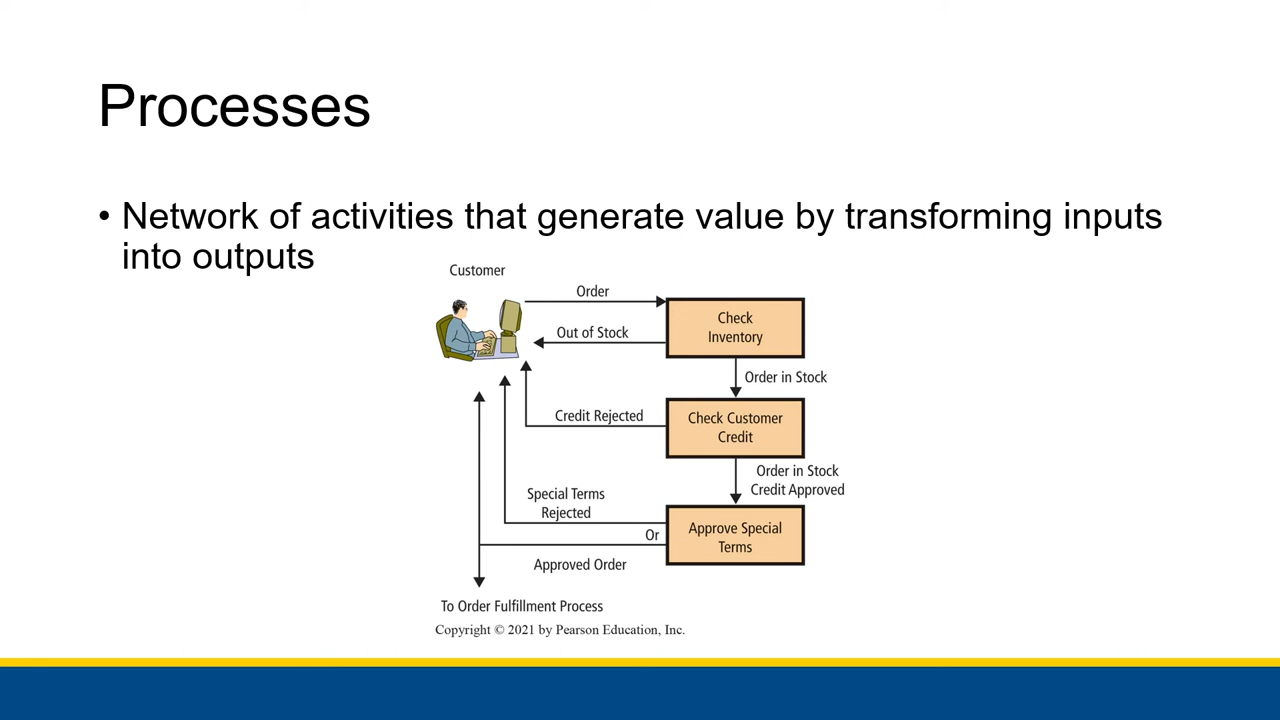 Processes
• Network of activities that generate value by transforming inputs
into outputs
Customer
Order
Check
Inventory
Out of Stock
Order in Stock
Credit Rejected
Check Customer
Credit
Order in Stock
Credit Approved
Special Terms
Rejected
Or
Approve Special
Terms
Approved Order
To Order Fulfillment Process
Copyright © 2021 by Pearson Education, Inc.